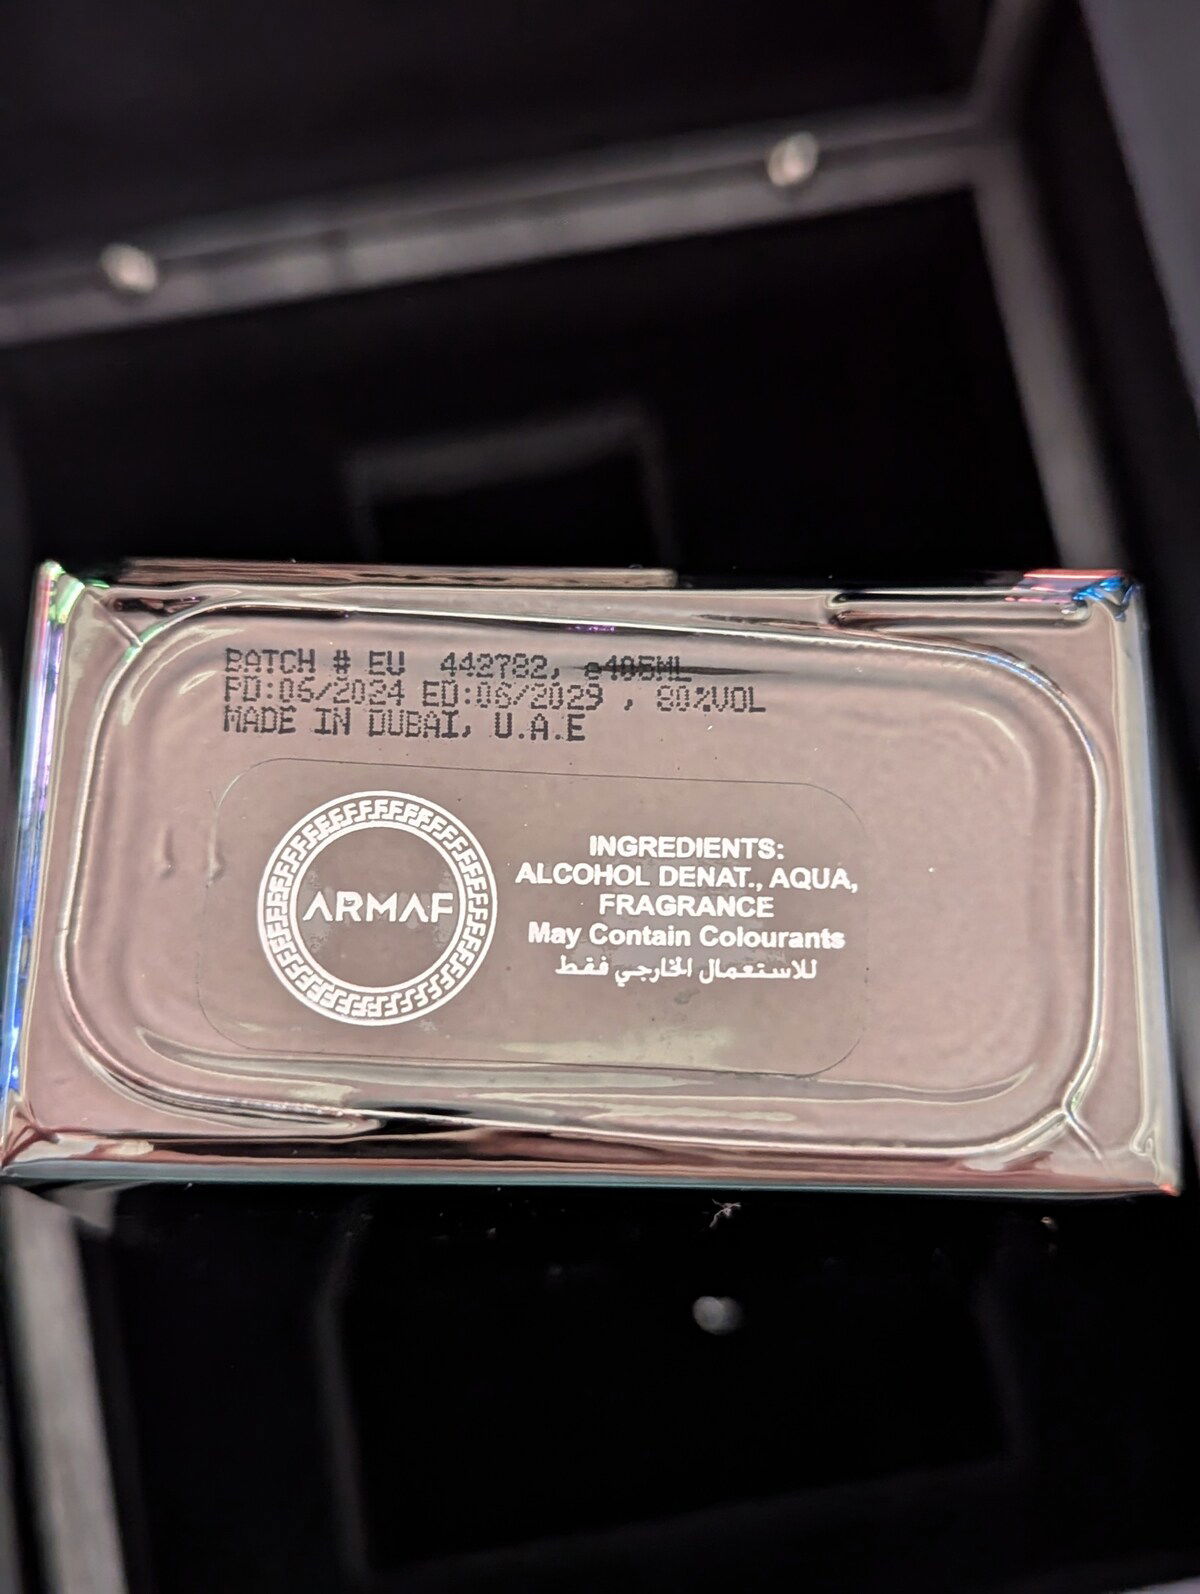 BATCH # EU 442782, e405ML
FD:06/2024 ED:06/2029 , 80%VOL
MADE IN DUBAI, U.A.E
ARMAF
INGREDIENTS:
ALCOHOL DENAT., AQUA,
FRAGRANCE
May Contain Colourants
للاستعمال الخارجي فقط